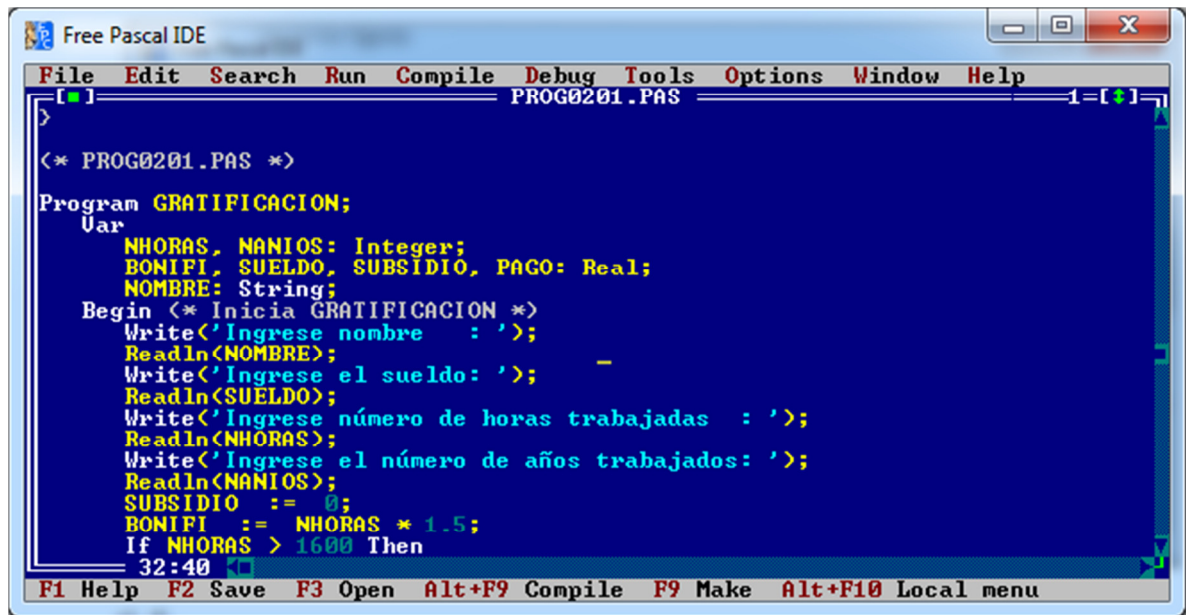 Free Pascal IDE
File Edit Search Run Compile Debug Tools Options Window Help
[■] PROG0201.PAS 1=[↕]
}
(* PROG0201.PAS *)
Program GRATIFICACION;
Var
NHORAS, NANIOS: Integer;
BONIFI, SUELDO, SUBSIDIO, PAGO: Real;
NOMBRE: String;
Begin (* Inicia GRATIFICACION *)
Write('Ingrese nombre   : ');
Readln(NOMBRE);
Write('Ingrese el sueldo: ');
Readln(SUELDO);
Write('Ingrese número de horas trabajadas  : ');
Readln(NHORAS);
Write('Ingrese el número de años trabajados: ');
Readln(NANIOS);
SUBSIDIO  :=  0;
BONIFI  :=  NHORAS * 1.5;
If NHORAS > 1600 Then
32:40
F1 Help F2 Save F3 Open Alt+F9 Compile F9 Make Alt+F10 Local menu